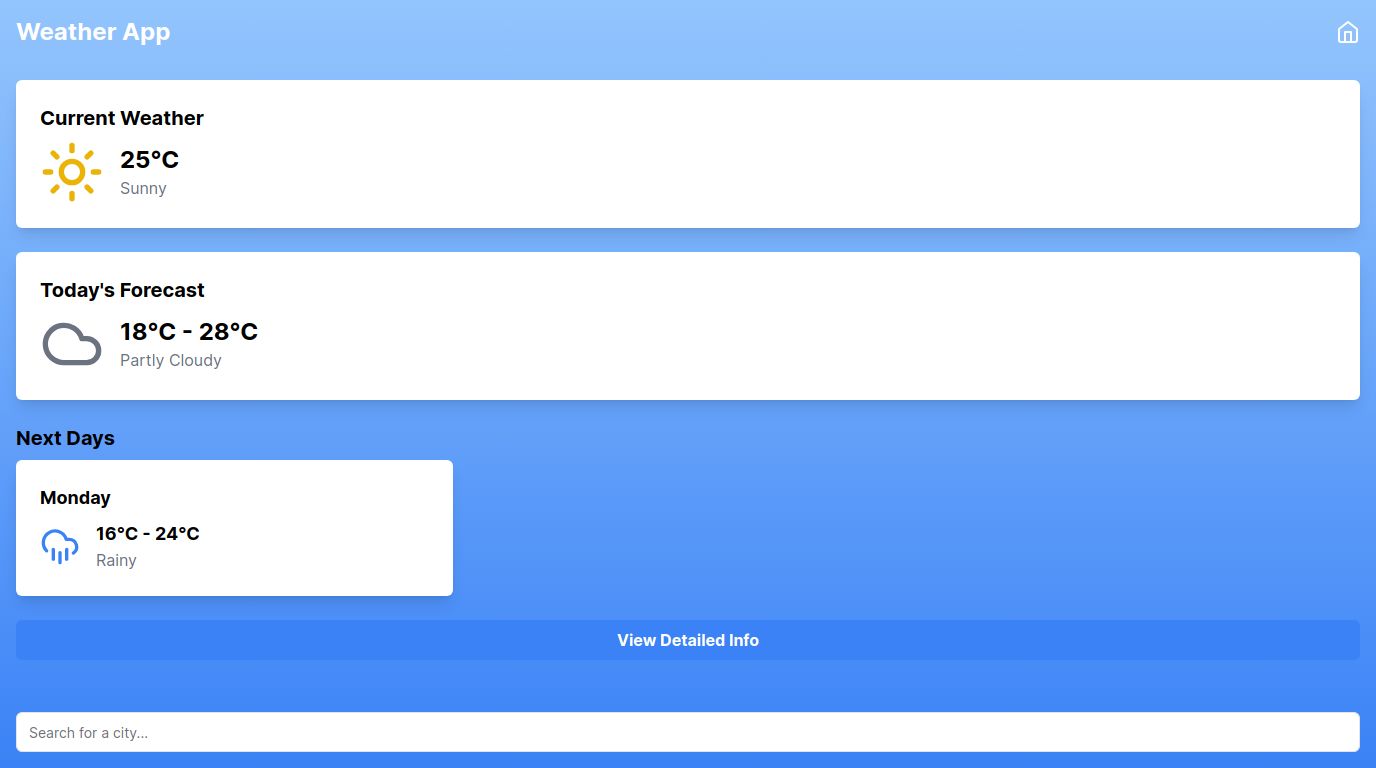 Weather App
Current Weather
25°C
Sunny
Today's Forecast
18°C - 28°C
Partly Cloudy
Next Days
Monday
16°C - 24°C
Rainy
View Detailed Info
Search for a city...